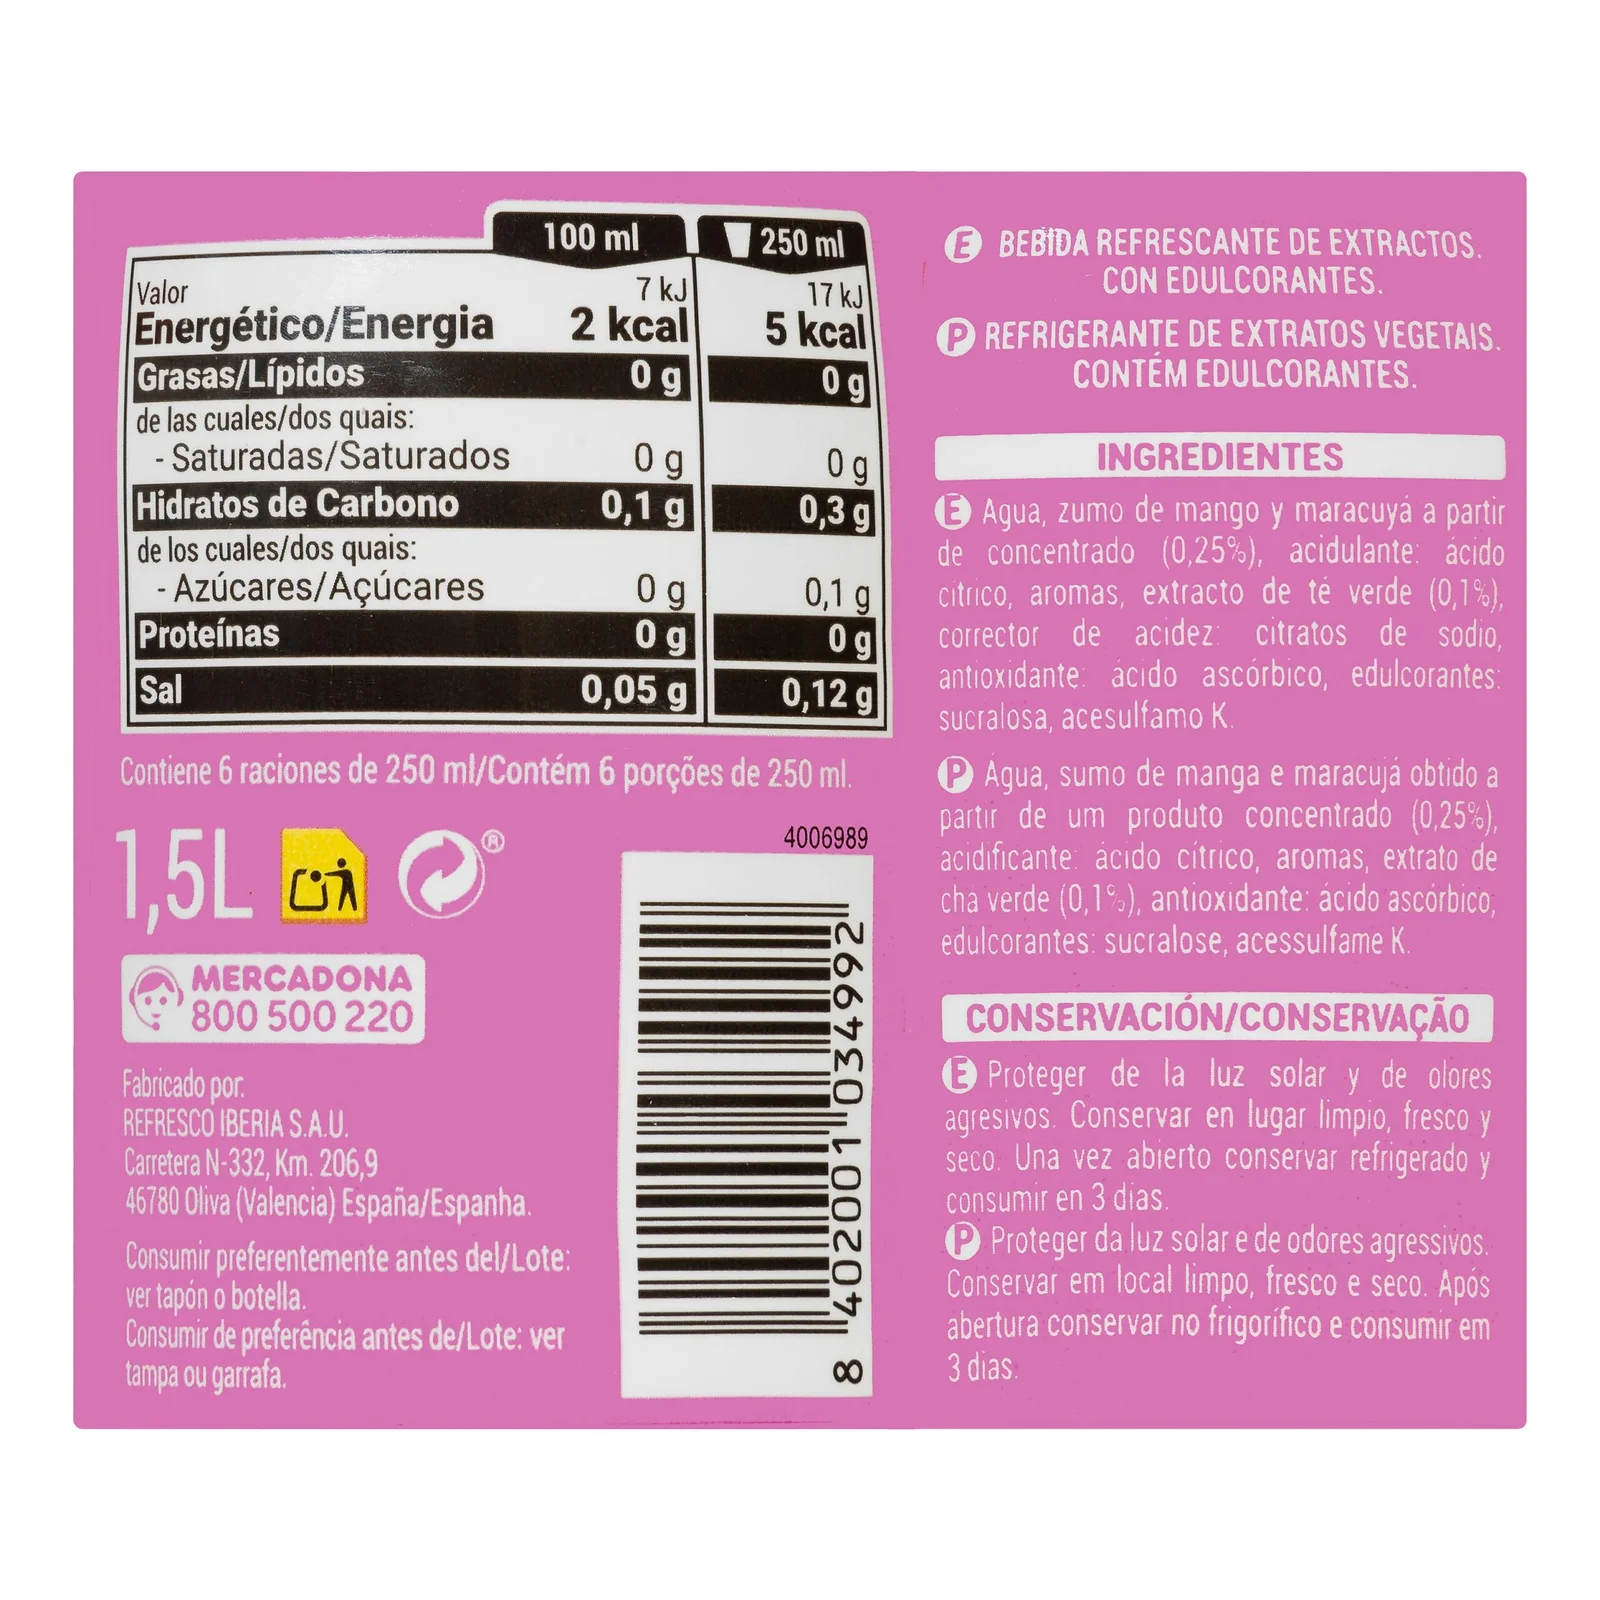 100 ml 250 ml
Valor 7 kJ 17 kJ
Energético/Energia 2 kcal 5 kcal
Grasas/Lípidos 0 g 0 g
de las cuales/dos quais:
- Saturadas/Saturados 0 g 0 g
Hidratos de Carbono 0,1 g 0,3 g
de los cuales/dos quais:
- Azúcares/Açúcares 0 g 0,1 g
Proteínas 0 g 0 g
Sal 0,05 g 0,12 g
Contiene 6 raciones de 250 ml/Contém 6 porções de 250 ml.
1,5L
®
4006989
MERCADONA
800 500 220
Fabricado por:
REFRESCO IBERIA S.A.U.
Carretera N-332, Km. 206,9
46780 Oliva (Valencia) España/Espanha.
Consumir preferentemente antes del/Lote:
ver tapón o botella.
Consumir de preferência antes de/Lote: ver
tampa ou garrafa.
8 402001 034992
E BEBIDA REFRESCANTE DE EXTRACTOS.
CON EDULCORANTES.
P REFRIGERANTE DE EXTRATOS VEGETAIS.
CONTÉM EDULCORANTES.
INGREDIENTES
E Agua, zumo de mango y maracuyá a partir
de concentrado (0,25%), acidulante: ácido
cítrico, aromas, extracto de té verde (0,1%),
corrector de acidez: citratos de sodio,
antioxidante: ácido ascórbico, edulcorantes:
sucralosa, acesulfamo K.
P Água, sumo de manga e maracujá obtido a
partir de um produto concentrado (0,25%),
acidificante: ácido cítrico, aromas, extrato de
chá verde (0,1%), antioxidante: ácido ascórbico;
edulcorantes: sucralose, acessulfame K.
CONSERVACIÓN/CONSERVAÇÃO
E Proteger de la luz solar y de olores
agresivos. Conservar en lugar limpio, fresco y
seco. Una vez abierto conservar refrigerado y
consumir en 3 días.
P Proteger da luz solar e de odores agressivos.
Conservar em local limpo, fresco e seco. Após
abertura conservar no frigorífico e consumir em
3 dias.